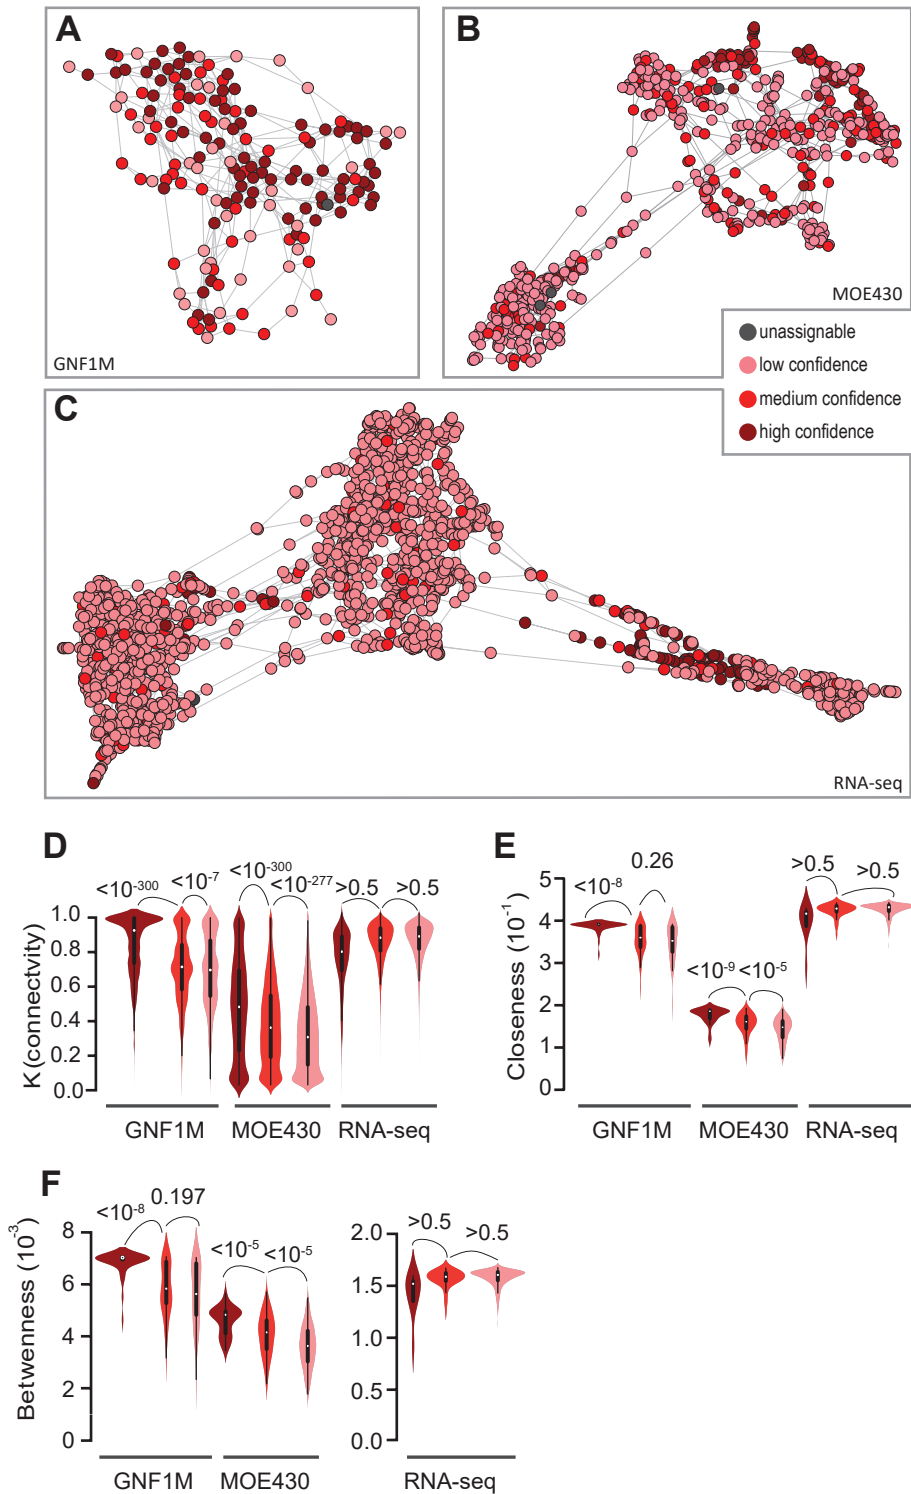 A
GNF1M
B
MOE430
unassignable
low confidence
medium confidence
high confidence
C
RNA-seq
D
<10-300
<10-7
<10-300
<10-277
>0.5
>0.5
K(connectvity)
1.0
0.8
0.6
0.4
0.2
0.0
GNF1M
MOE430
RNA-seq
E
<10-8
0.26
<10-9
<10-5
>0.5
>0.5
Closeness (10-1)
5
4
3
2
1
0
GNF1M
MOE430
RNA-seq
F
<10-8
0.197
<10-5
<10-5
Betwenness (10-3)
8
6
4
2
0
GNF1M
MOE430
>0.5
>0.5
2.0
1.5
1.0
0.5
0.0
RNA-seq